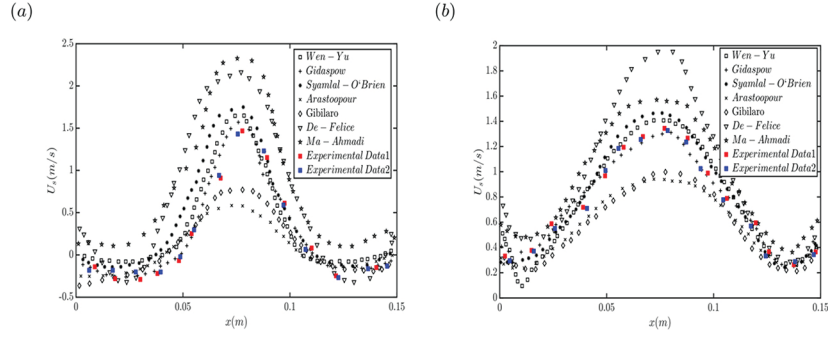 (a)
(b)
2.5
2
1.5
1
0.5
0
-0.5
0
0.05
0.1
0.15
x(m)
Us(m/s)
Wen-Yu
Gidaspow
Syamlal-O'Brien
Arastoopour
Gibilaro
De-Felice
Ma-Ahmadi
Experimental Data1
Experimental Data2
2
1.8
1.6
1.4
1.2
1
0.8
0.6
0.4
0.2
0
0
0.05
0.1
0.15
x(m)
Us(m/s)
Wen-Yu
Gidaspow
Syamlal-O'Brien
Arastoopour
Gibilaro
De-Felice
Ma-Ahmadi
Experimental Data1
Experimental Data2